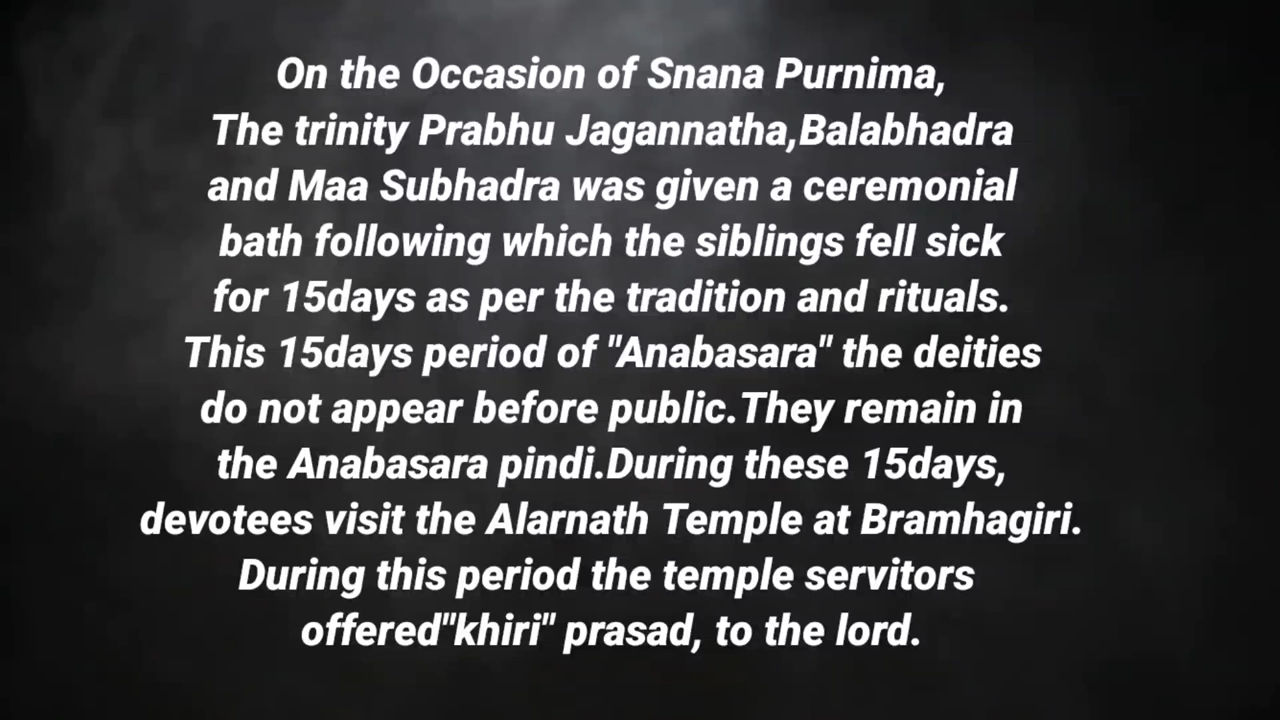 On the Occasion of Snana Purnima,
The trinity Prabhu Jagannatha,Balabhadra
and Maa Subhadra was given a ceremonial
bath following which the siblings fell sick
for 15days as per the tradition and rituals.
This 15days period of "Anabasara" the deities
do not appear before public.They remain in
the Anabasara pindi.During these 15days,
devotees visit the Alarnath Temple at Bramhagiri.
During this period the temple servitors
offered"khiri" prasad, to the lord.